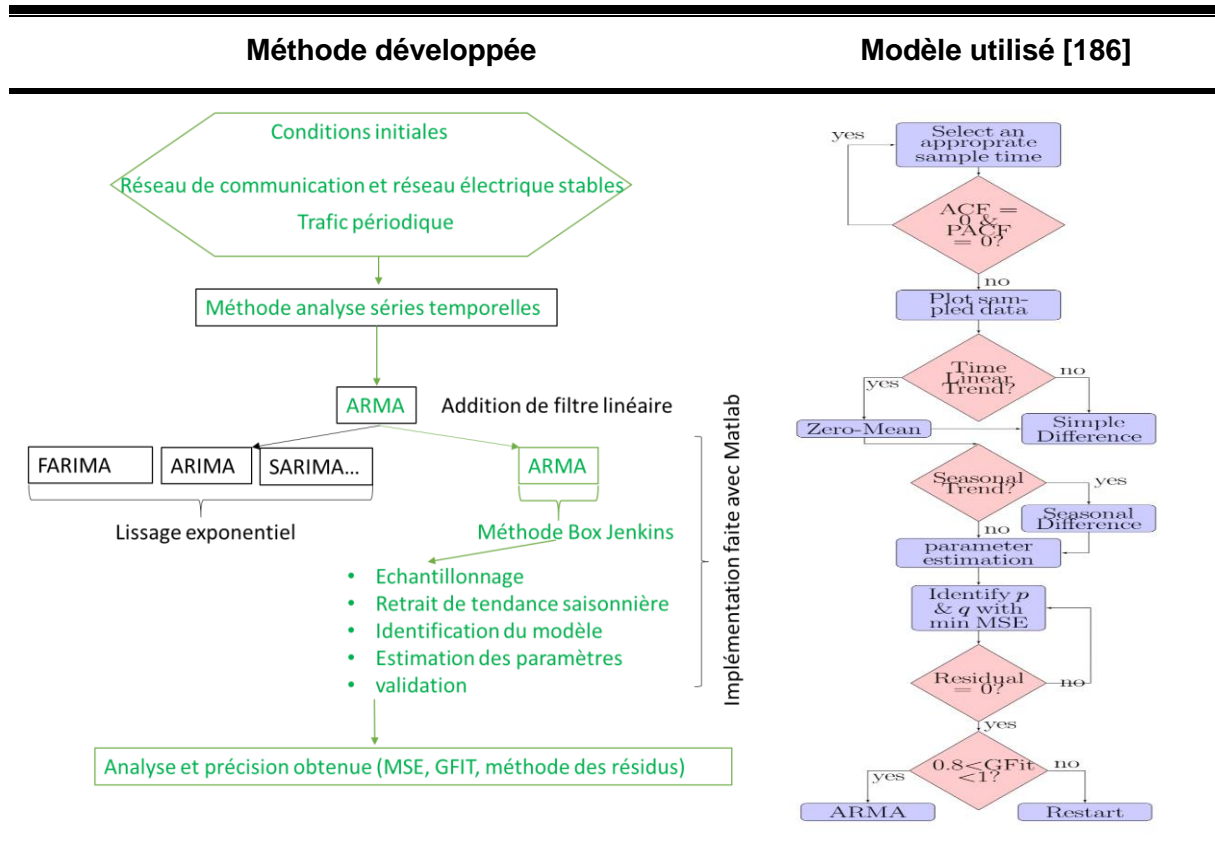 Méthode développée
Modèle utilisé [186]
Conditions initiales
Réseau de communication et réseau électrique stables
Trafic périodique
Méthode analyse séries temporelles
ARMA
Addition de filtre linéaire
FARIMA
ARIMA
SARIMA...
ARMA
Lissage exponentiel
Méthode Box Jenkins
• Echantillonnage
• Retrait de tendance saisonnière
• Identification du modèle
• Estimation des paramètres
• validation
Implémentation faite avec Matlab
Analyse et précision obtenue (MSE, GFIT, méthode des résidus)
yes
Select an
approprate
sample time
ACF =
0 &
PACF
= 0?
no
Plot sam-
pled data
Time
Linear
Trend?
yes
no
Zero-Mean
Simple
Difference
Seasonal
Trend?
yes
Seasonal
Difference
no
parameter
estimation
Identify p
& q with
min MSE
Residual
= 0?
no
yes
0.8<GFit
<1?
yes
no
ARMA
Restart